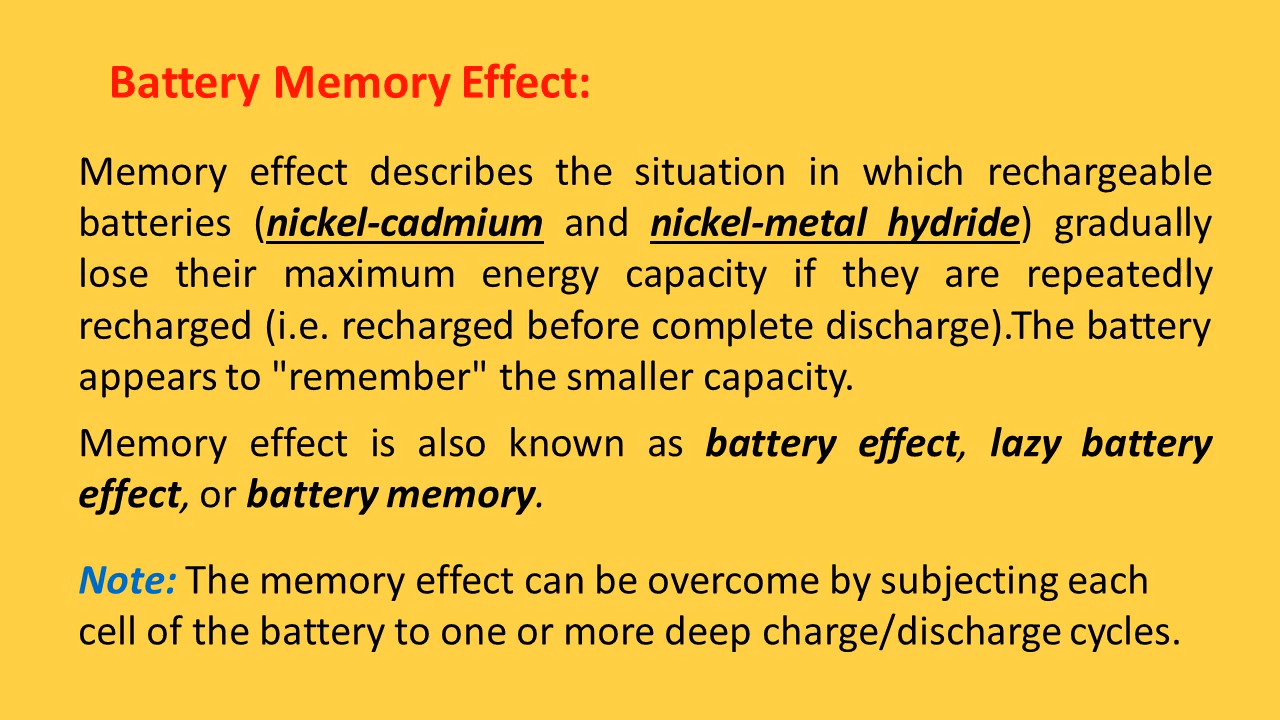 Battery Memory Effect:
Memory effect describes the situation in which rechargeable
batteries (nickel-cadmium and nickel-metal hydride) gradually
lose their maximum energy capacity if they are repeatedly
recharged (i.e. recharged before complete discharge).The battery
appears to "remember" the smaller capacity.
Memory effect is also known as battery effect, lazy battery
effect, or battery memory.
Note: The memory effect can be overcome by subjecting each
cell of the battery to one or more deep charge/discharge cycles.